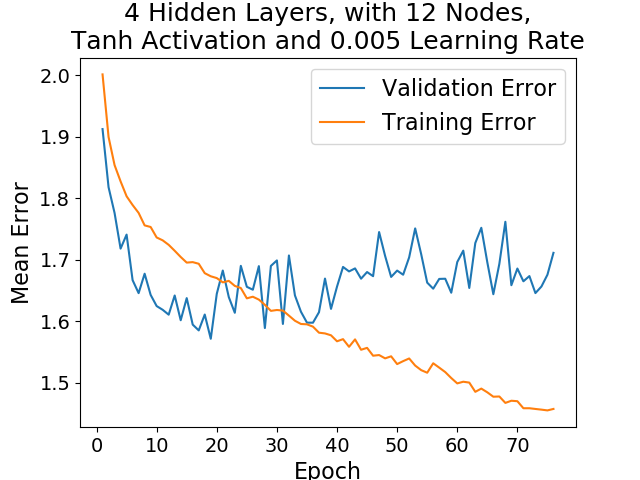 4 Hidden Layers, with 12 Nodes,
Tanh Activation and 0.005 Learning Rate
Validation Error
Training Error
Mean Error
2.0
1.9
1.8
1.7
1.6
1.5
0 10 20 30 40 50 60 70
Epoch